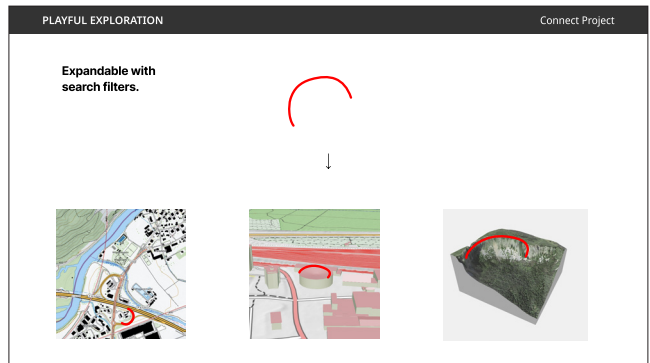 PLAYFUL EXPLORATION
Connect Project
Expandable with
search filters.